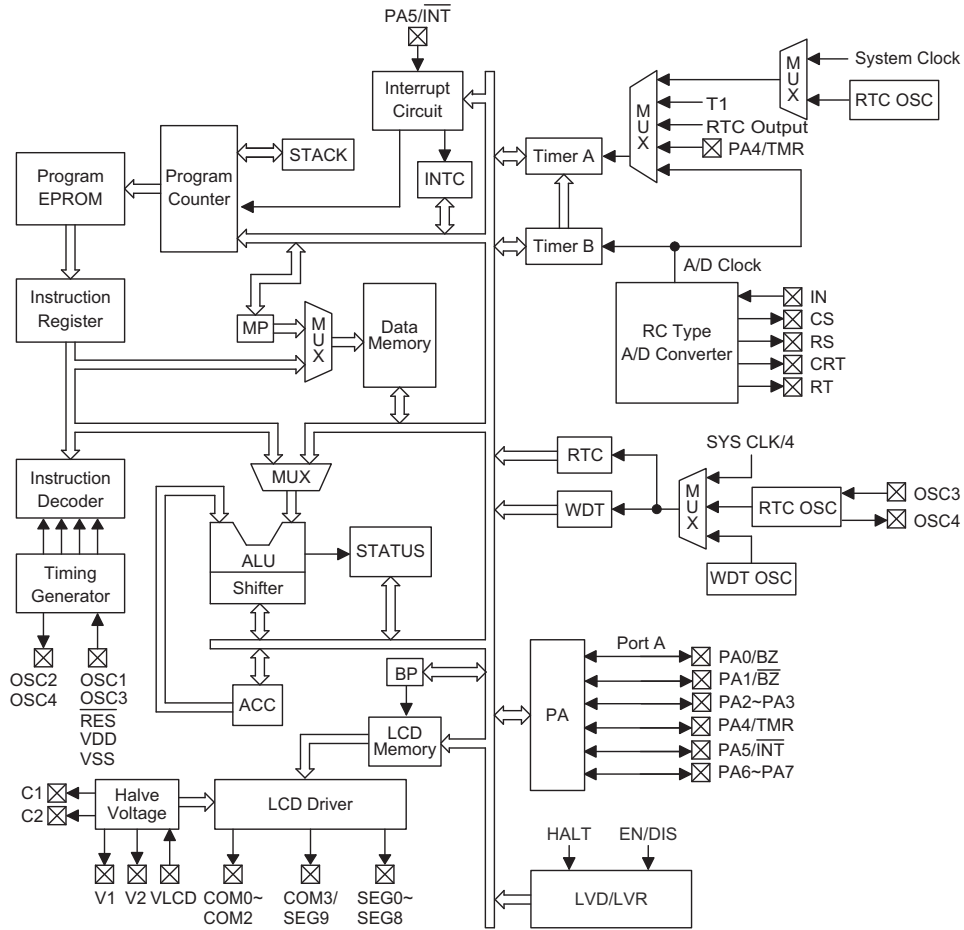 PA5/INT
Interrupt
Circuit
INTC
STACK
Program
Counter
Program
EPROM
Instruction
Register
MP
MUX
Data
Memory
MUX
Instruction
Decoder
Timing
Generator
OSC2
OSC4
OSC1
OSC3
RES
VDD
VSS
ALU
Shifter
STATUS
ACC
BP
LCD
Memory
C1
C2
Halve
Voltage
LCD Driver
V1
V2
VLCD
COM0~
COM2
COM3/
SEG9
SEG0~
SEG8
System Clock
MUX
RTC OSC
MUX
T1
RTC Output
PA4/TMR
Timer A
Timer B
A/D Clock
RC Type
A/D Converter
IN
CS
RS
CRT
RT
RTC
WDT
SYS CLK/4
MUX
RTC OSC
WDT OSC
OSC3
OSC4
PA
Port A
PA0/BZ
PA1/BZ
PA2~PA3
PA4/TMR
PA5/INT
PA6~PA7
HALT
EN/DIS
LVD/LVR